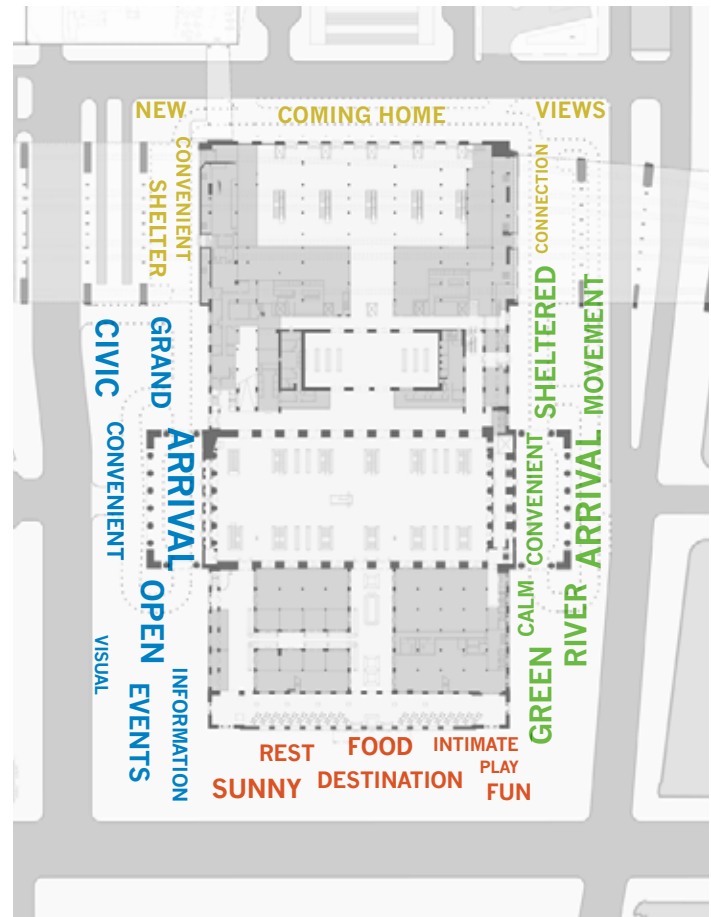 NEW
COMING HOME
VIEWS
CONVENIENT
SHELTER
CONNECTION
CIVIC
GRAND
SHELTERED
MOVEMENT
CONVENIENT
ARRIVAL
CONVENIENT
ARRIVAL
OPEN
CALM
RIVER
VISUAL
EVENTS
INFORMATION
GREEN
REST
FOOD
INTIMATE
SUNNY
DESTINATION
PLAY
FUN